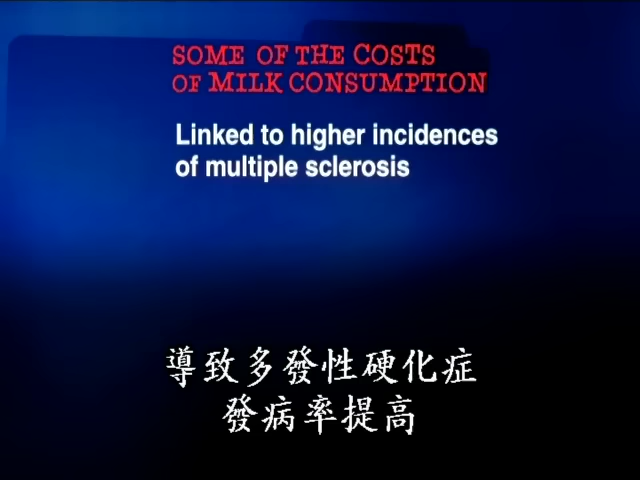 SOME OF THE COSTS
OF MILK CONSUMPTION
Linked to higher incidences
of multiple sclerosis
導致多發性硬化症
發病率提高